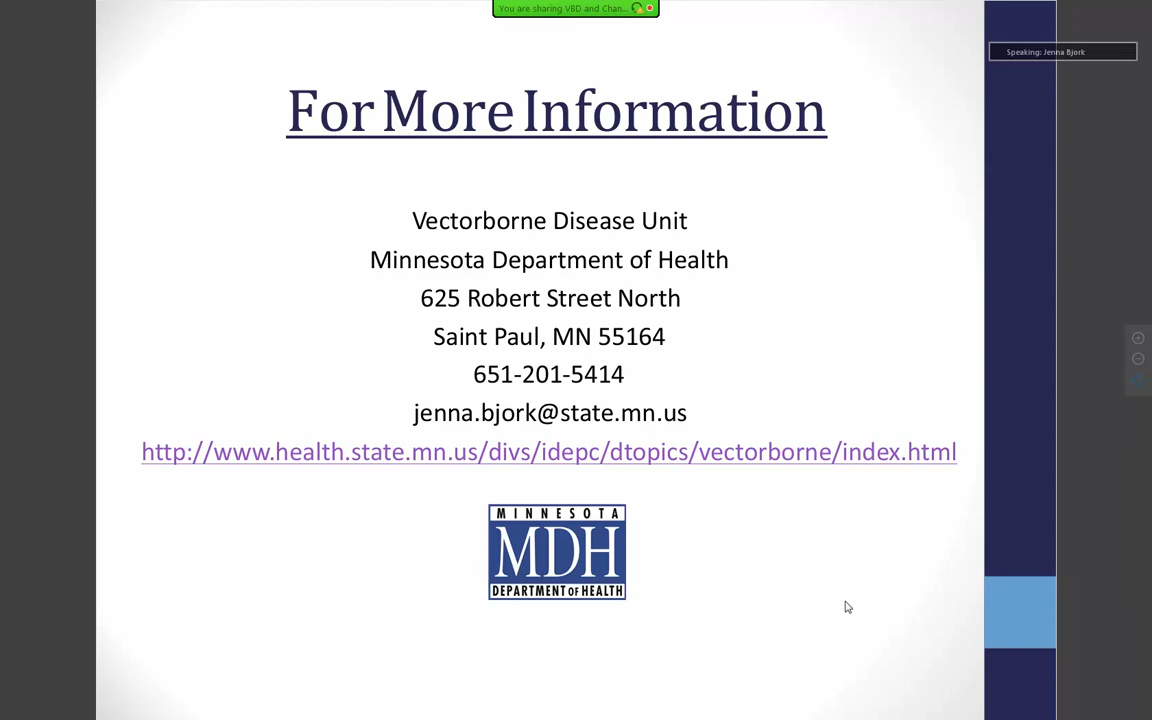 You are sharing VBD and Chan...
Speaking: Jenna Bjork
For More Information
Vectorborne Disease Unit
Minnesota Department of Health
625 Robert Street North
Saint Paul, MN 55164
651-201-5414
jenna.bjork@state.mn.us
http://www.health.state.mn.us/divs/idepc/dtopics/vectorborne/index.html
MINNESOTA
MDH
DEPARTMENT OF HEALTH